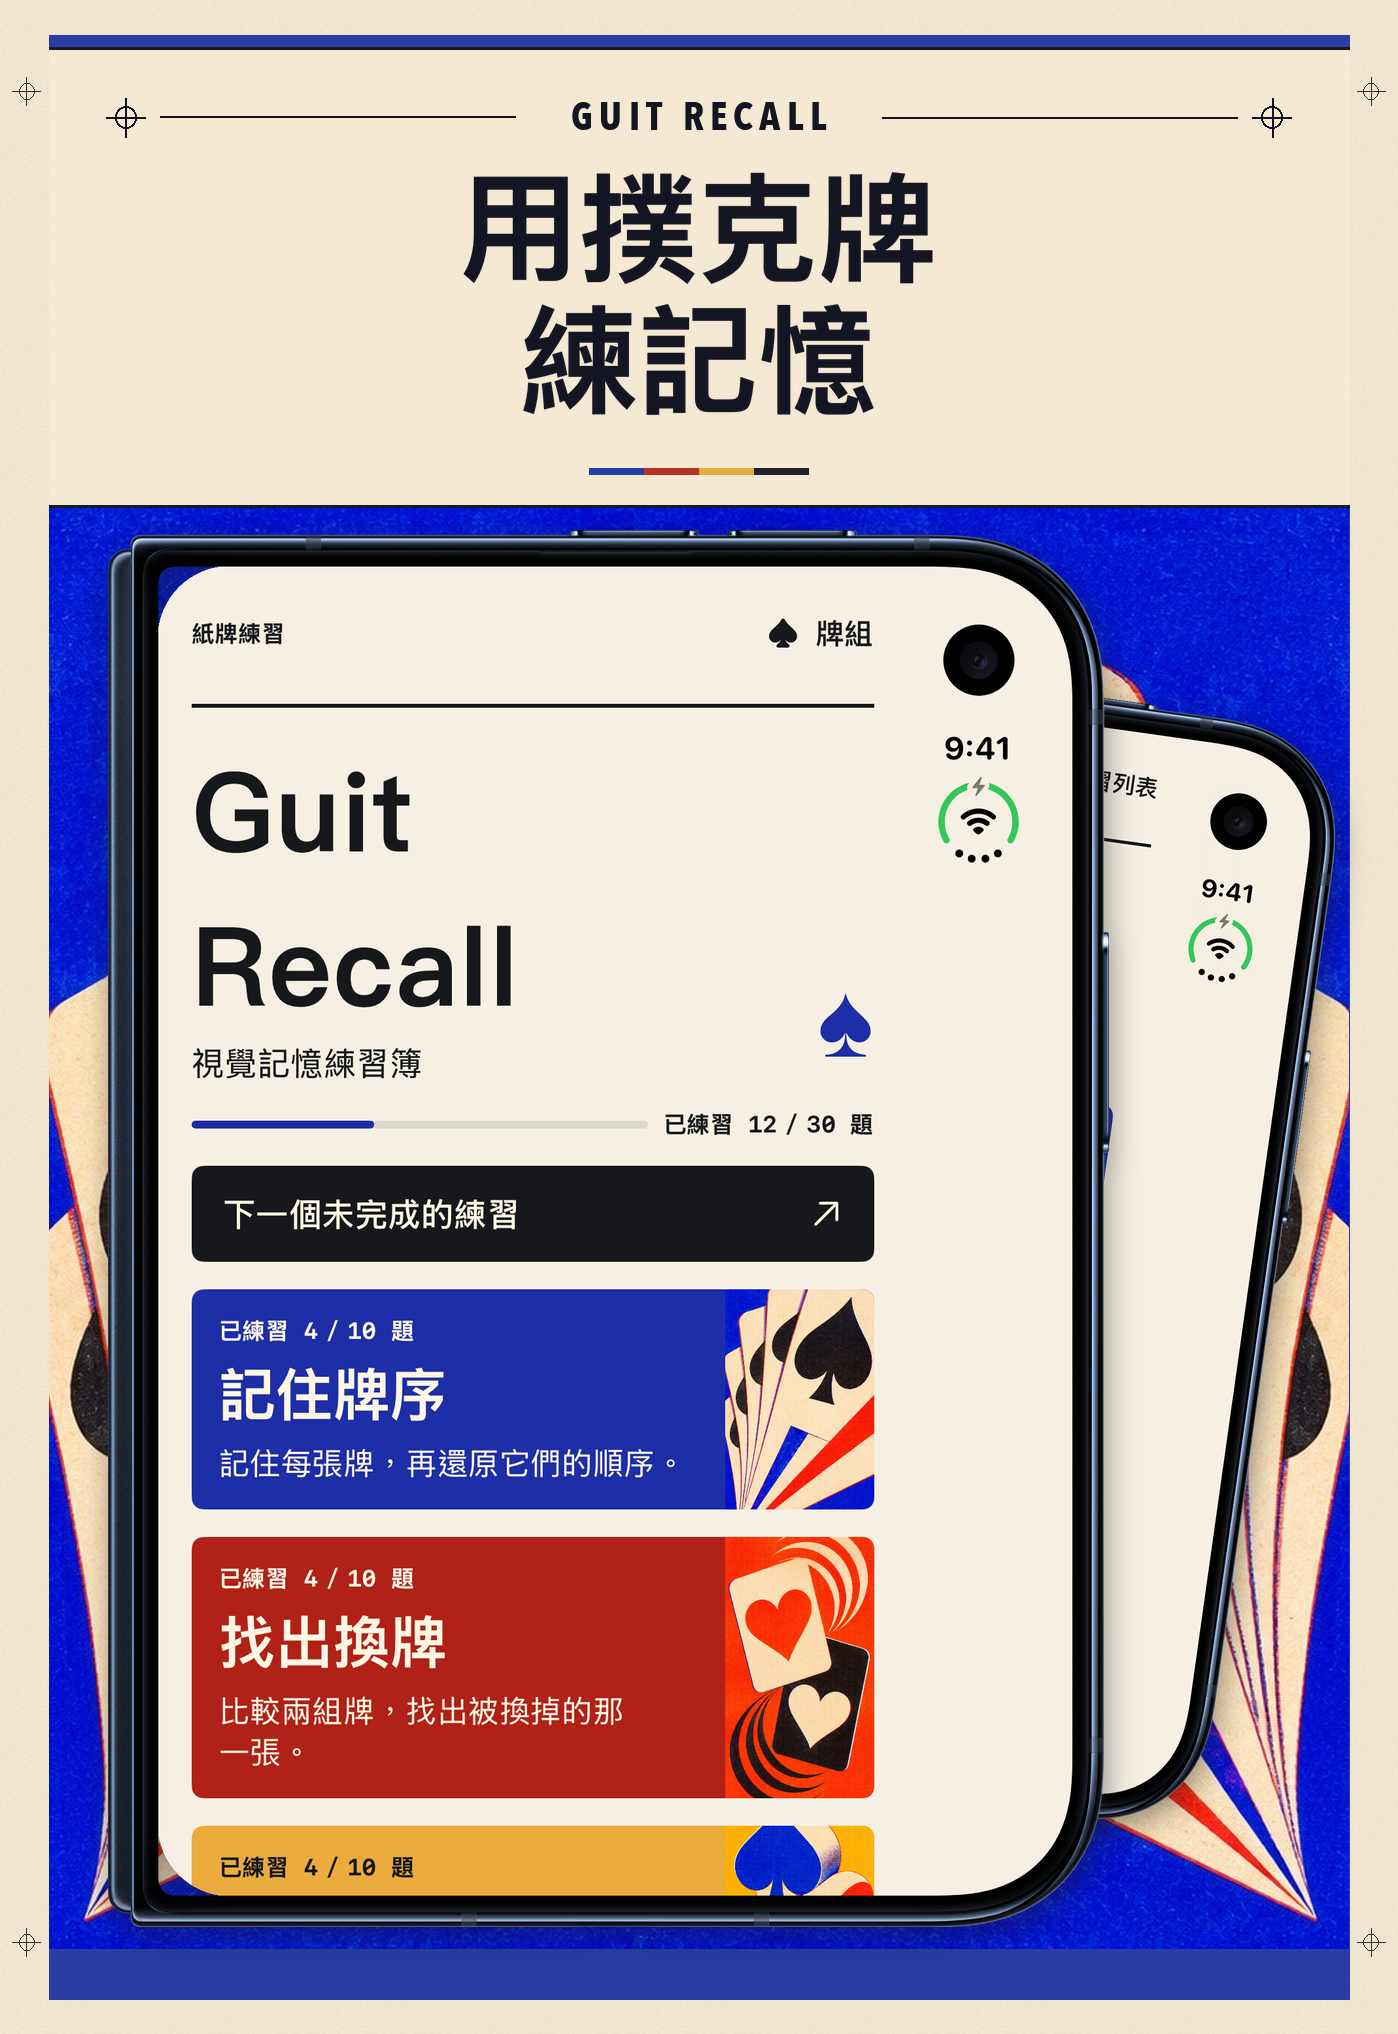 GUIT RECALL
用撲克牌
練記憶
紙牌練習
牌組
9:41
Guit
Recall
視覺記憶練習簿
已練習 12 / 30 題
下一個未完成的練習
已練習 4 / 10 題
記住牌序
記住每張牌，再還原它們的順序。
已練習 4 / 10 題
找出換牌
比較兩組牌，找出被換掉的那
一張。
已練習 4 / 10 題
列表
9:41